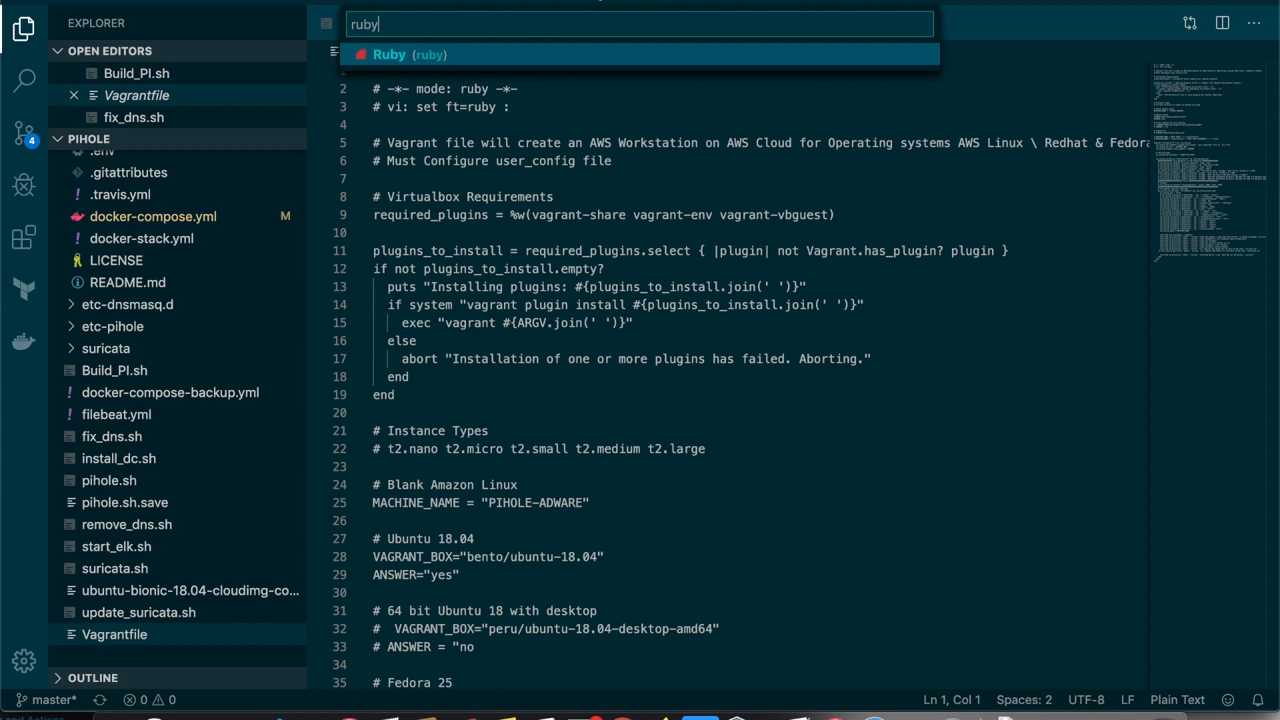 EXPLORER
OPEN EDITORS
Build_PI.sh
Vagrantfile
fix_dns.sh
4
PIHOLE
.env
.gitattributes
.travis.yml
docker-compose.yml M
docker-stack.yml
LICENSE
README.md
etc-dnsmasq.d
etc-pihole
suricata
Build_PI.sh
docker-compose-backup.yml
filebeat.yml
fix_dns.sh
install_dc.sh
pihole.sh
pihole.sh.save
remove_dns.sh
start_elk.sh
suricata.sh
ubuntu-bionic-18.04-cloudimg-co...
update_suricata.sh
Vagrantfile
OUTLINE
ruby
Ruby (ruby)
2 # -*- mode: ruby -*-
3 # vi: set ft=ruby :
4
5 # Vagrant file will create an AWS Workstation on AWS Cloud for Operating systems AWS Linux \ Redhat & Fedora
6 # Must Configure user_config file
7
8 # Virtualbox Requirements
9 required_plugins = %w(vagrant-share vagrant-env vagrant-vbguest)
10
11 plugins_to_install = required_plugins.select { |plugin| not Vagrant.has_plugin? plugin }
12 if not plugins_to_install.empty?
13 puts "Installing plugins: #{plugins_to_install.join(' ')}"
14 if system "vagrant plugin install #{plugins_to_install.join(' ')}"
15 exec "vagrant #{ARGV.join(' ')}"
16 else
17 abort "Installation of one or more plugins has failed. Aborting."
18 end
19 end
20
21 # Instance Types
22 # t2.nano t2.micro t2.small t2.medium t2.large
23
24 # Blank Amazon Linux
25 MACHINE_NAME = "PIHOLE-ADWARE"
26
27 # Ubuntu 18.04
28 VAGRANT_BOX="bento/ubuntu-18.04"
29 ANSWER="yes"
30
31 # 64 bit Ubuntu 18 with desktop
32 # VAGRANT_BOX="peru/ubuntu-18.04-desktop-amd64"
33 # ANSWER = "no
34
35 # Fedora 25
master* 0 0 Ln 1, Col 1 Spaces: 2 UTF-8 LF Plain Text